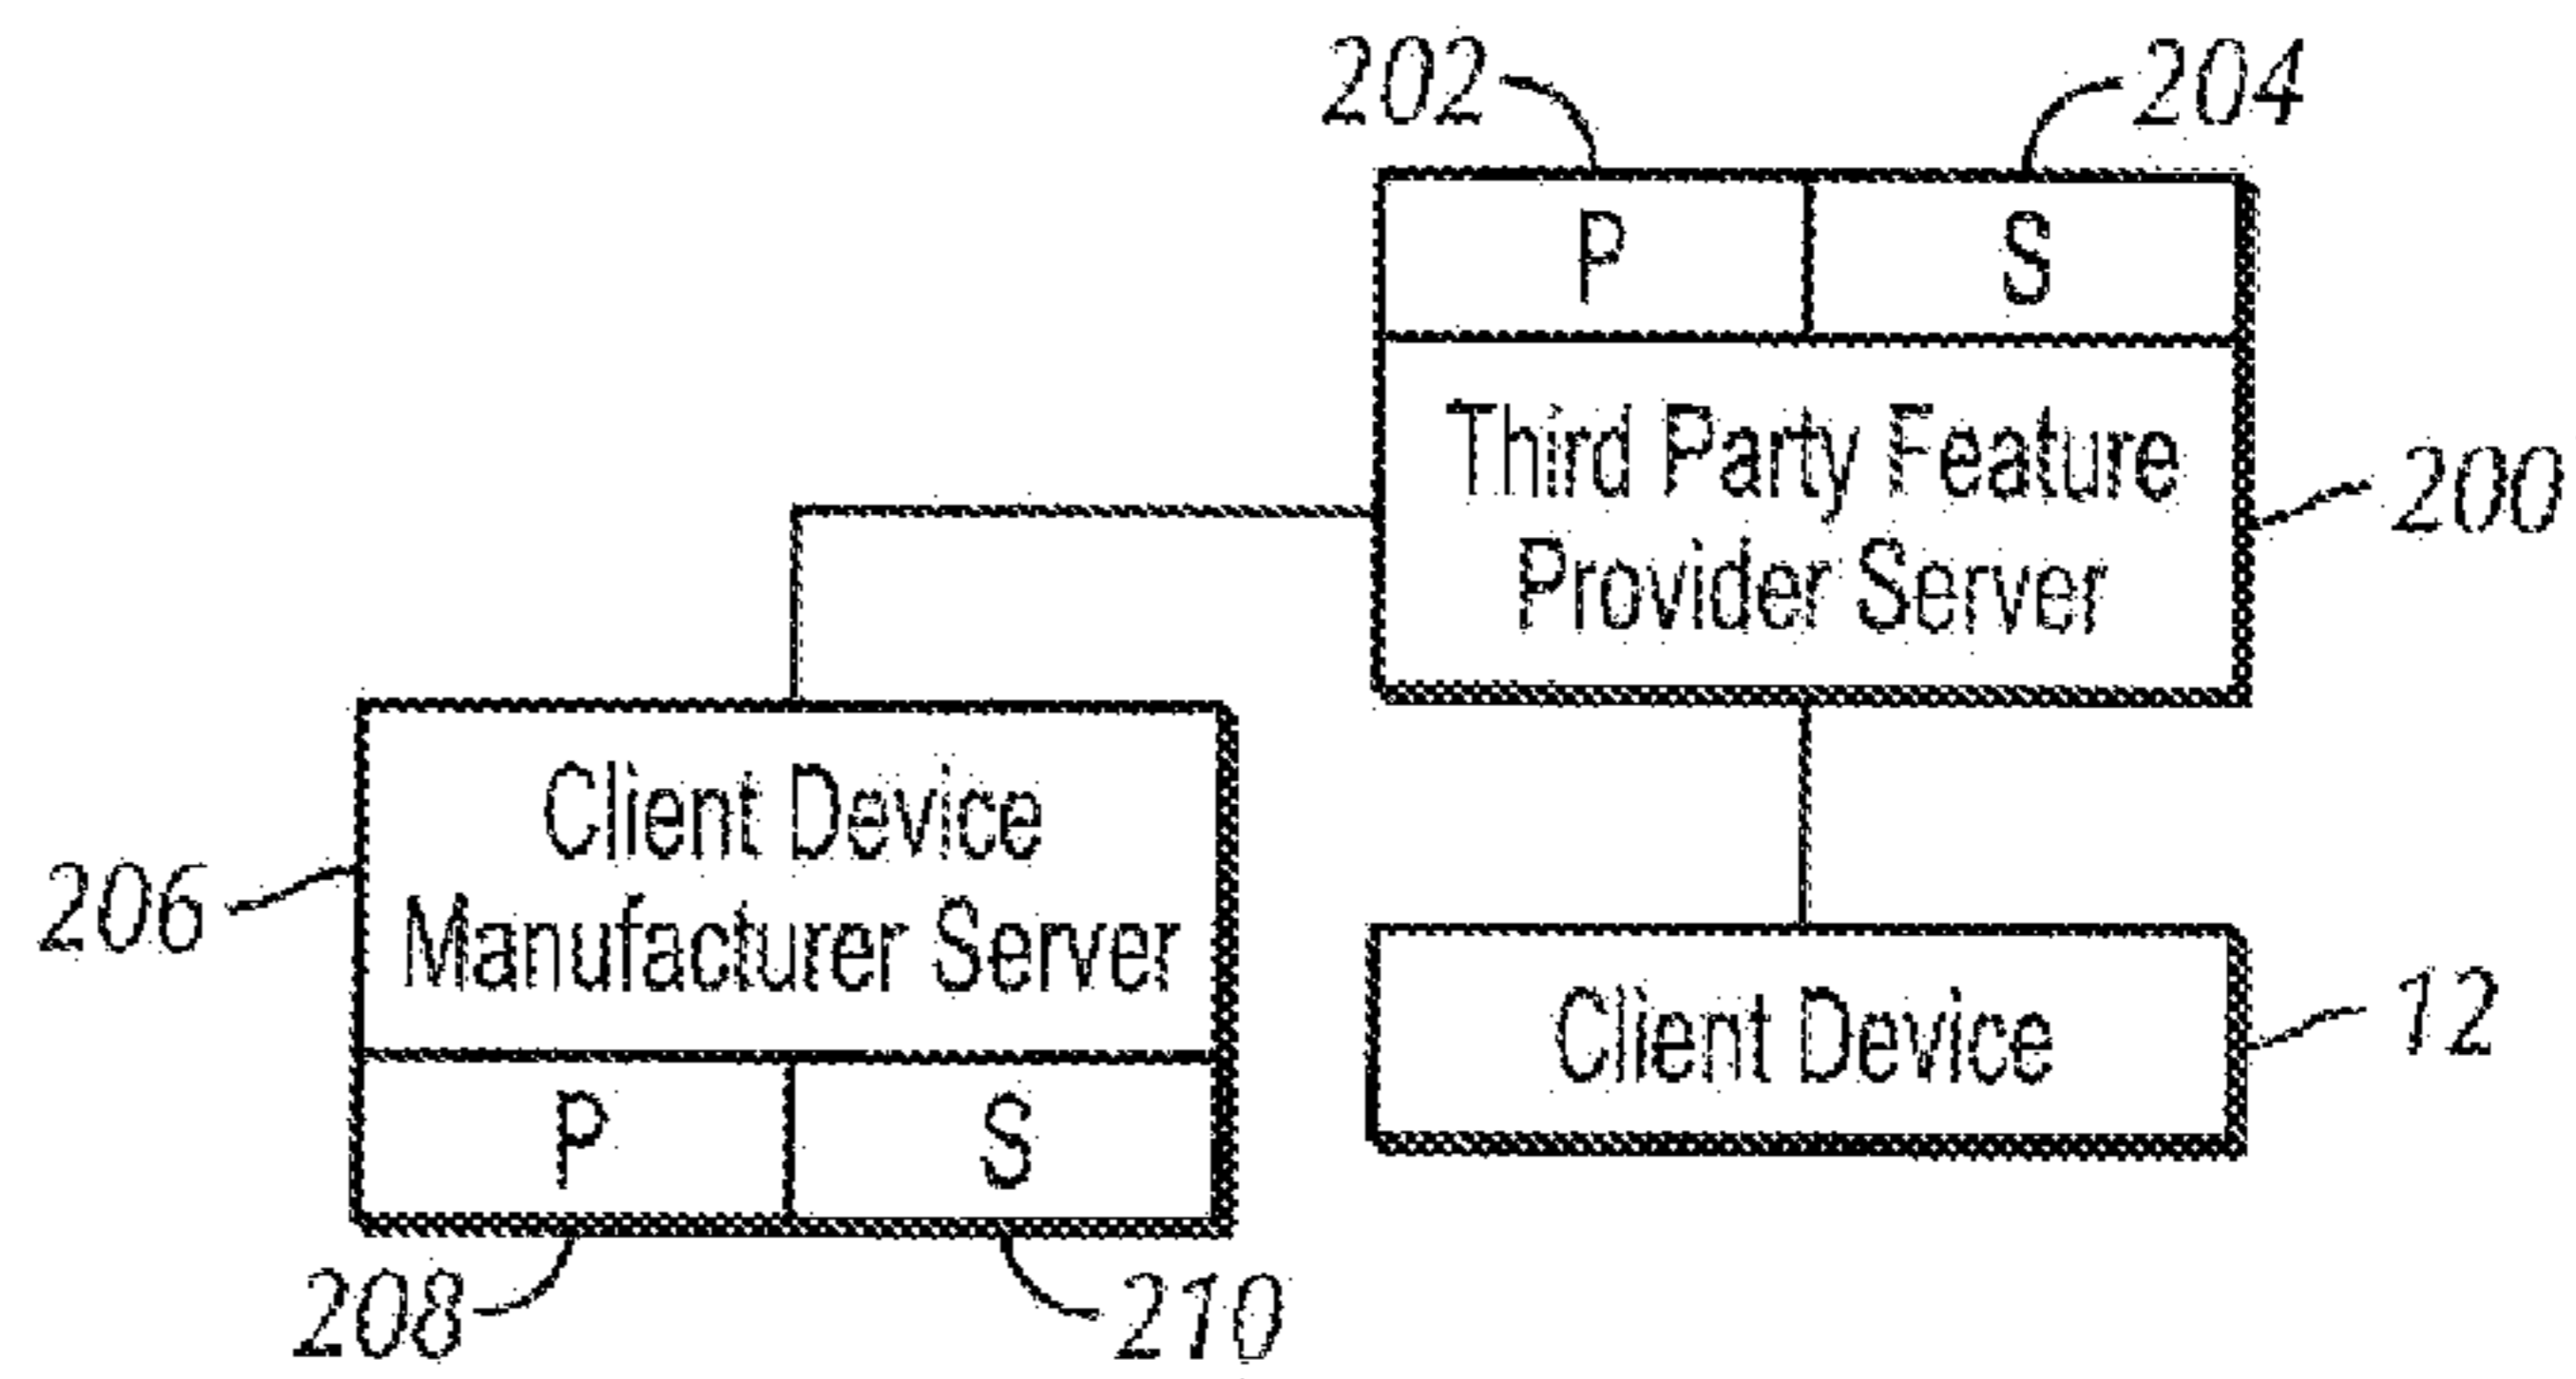 202
204
P
S
Third Party Feature
Provider Server
200
Client Device
Manufacturer Server
206
P
S
208
210
Client Device
12